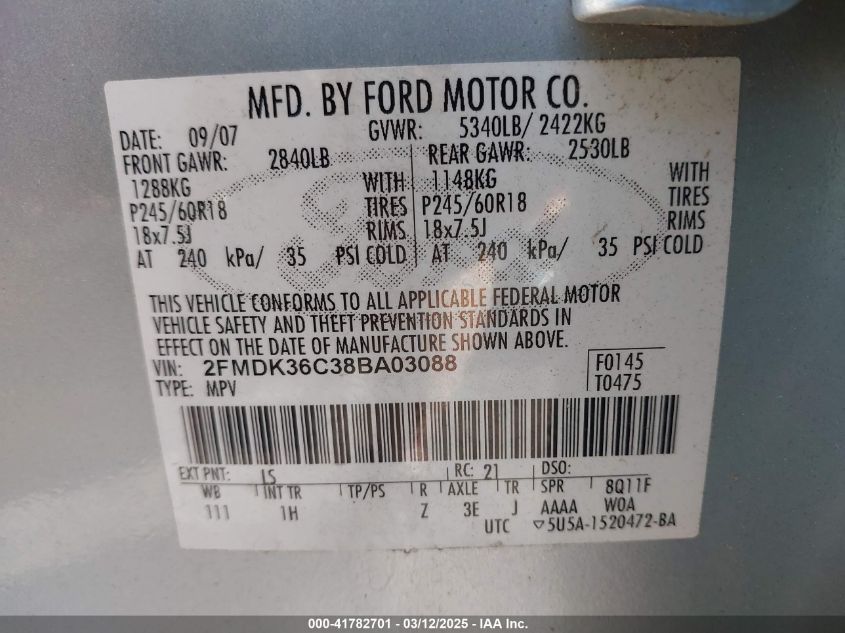 MFD. BY FORD MOTOR CO.
DATE: 09/07 GVWR: 5340LB/ 2422KG
FRONT GAWR: 2840LB REAR GAWR: 2530LB
1288KG WITH 1148KG WITH
P245/60R18 TIRES P245/60R18 TIRES
18x7.5J RIMS 18x7.5J RIMS
AT 240 kPa/ 35 PSI COLD AT 240 kPa/ 35 PSI COLD
THIS VEHICLE CONFORMS TO ALL APPLICABLE FEDERAL MOTOR
VEHICLE SAFETY AND THEFT PREVENTION STANDARDS IN
EFFECT ON THE DATE OF MANUFACTURE SHOWN ABOVE.
VIN: 2FMDK36C38BA03088 F0145
TYPE: MPV T0475
EXT PNT: LS RC: 21 DSO:
WB INT TR TP/PS R AXLE TR SPR 8Q11F
111 1H Z 3E J AAAA WOA
UTC ▽5U5A-1520472-BA
000-41782701 - 03/12/2025 - IAA Inc.